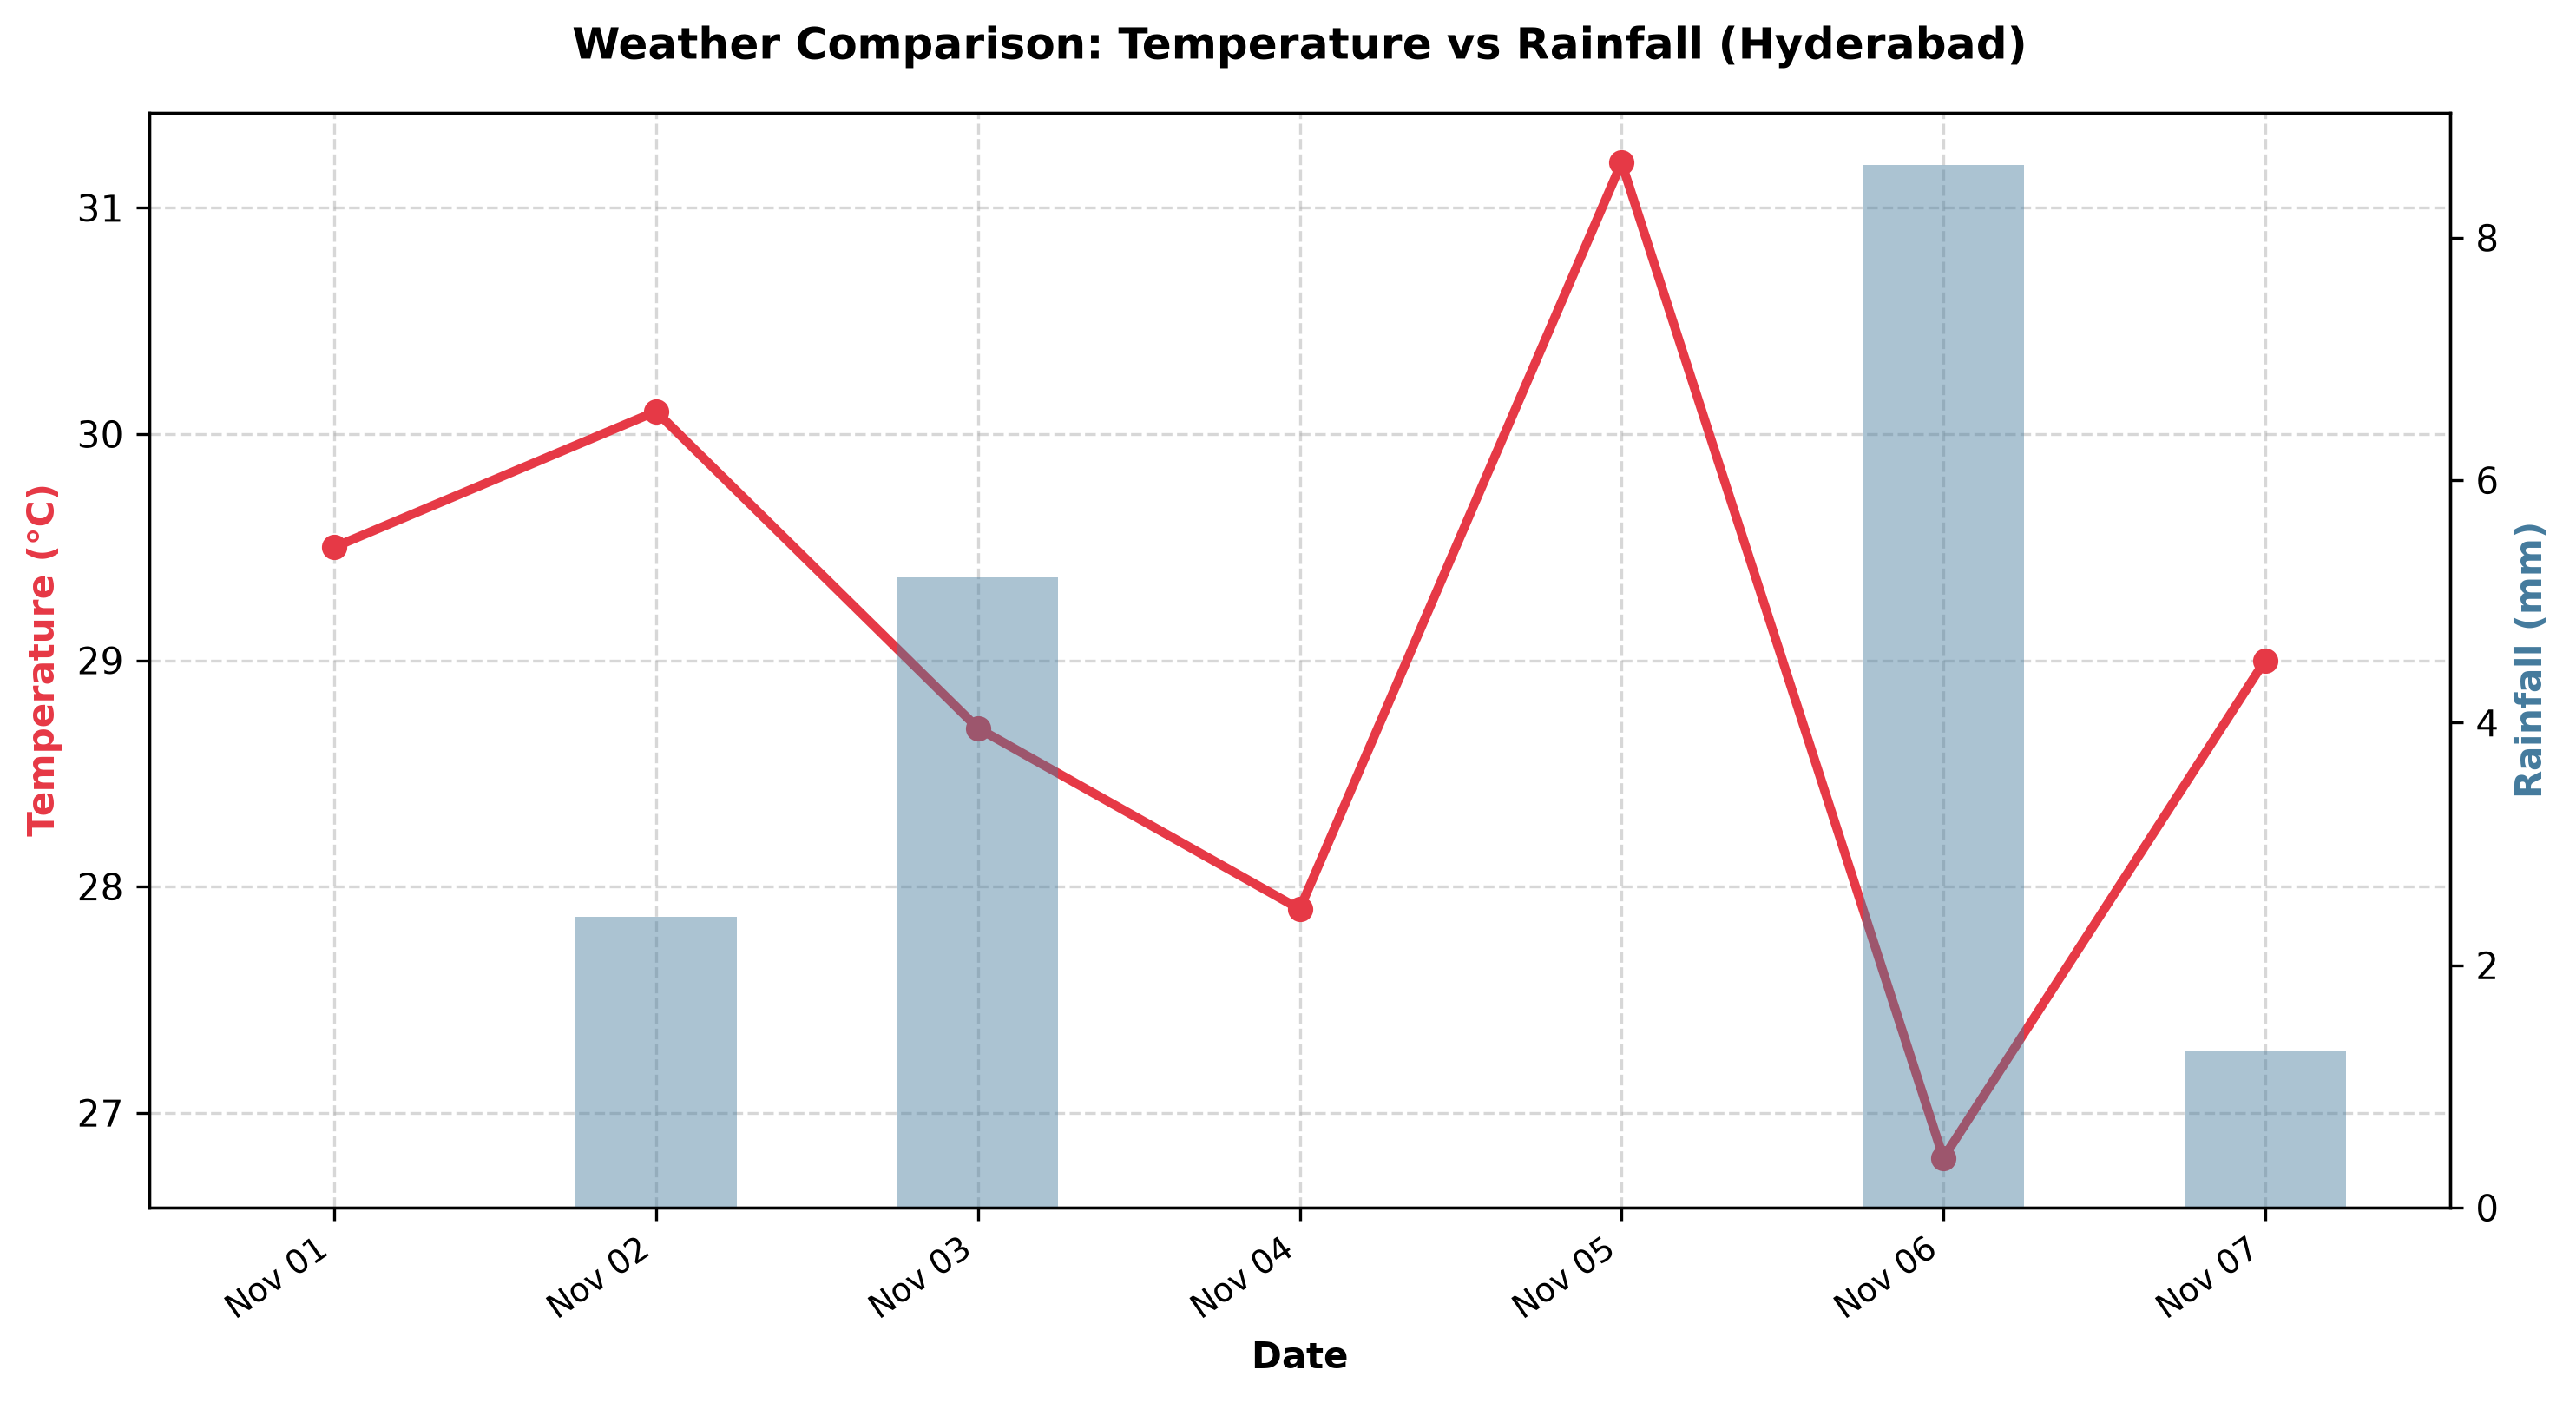 Weather Comparison: Temperature vs Rainfall (Hyderabad)
Temperature (°C)
31
30
29
28
27
8
6
4
2
0
Rainfall (mm)
Nov 01
Nov 02
Nov 03
Nov 04
Nov 05
Nov 06
Nov 07
Date